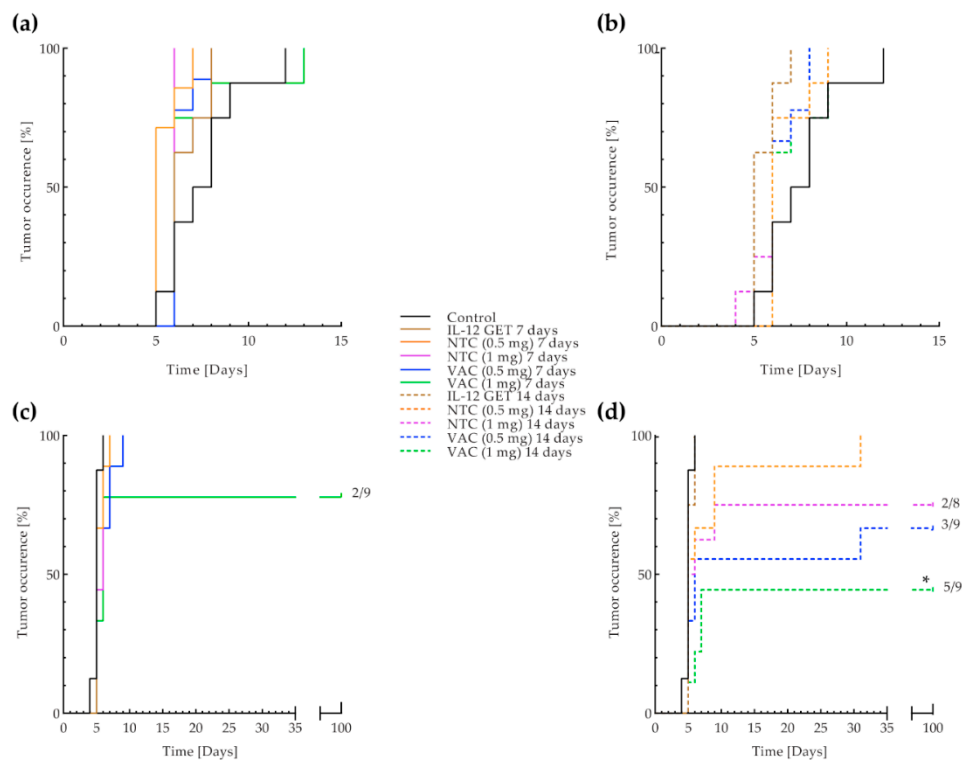 (a)
(b)
100
50
0
Tumor occurence [%]
0 5 10 15
Time [Days]
100
50
0
Tumor occurence [%]
0 5 10 15
Time [Days]
Control
IL-12 GET 7 days
NTC (0.5 mg) 7 days
NTC (1 mg) 7 days
VAC (0.5 mg) 7 days
VAC (1 mg) 7 days
IL-12 GET 14 days
NTC (0.5 mg) 14 days
NTC (1 mg) 14 days
VAC (0.5 mg) 14 days
VAC (1 mg) 14 days
(c)
(d)
100
50
0
Tumor occurence [%]
2/9
0 5 10 15 20 25 30 35 100
Time [Days]
100
50
0
Tumor occurence [%]
2/8
3/9
*
5/9
0 5 10 15 20 25 30 35 100
Time [Days]